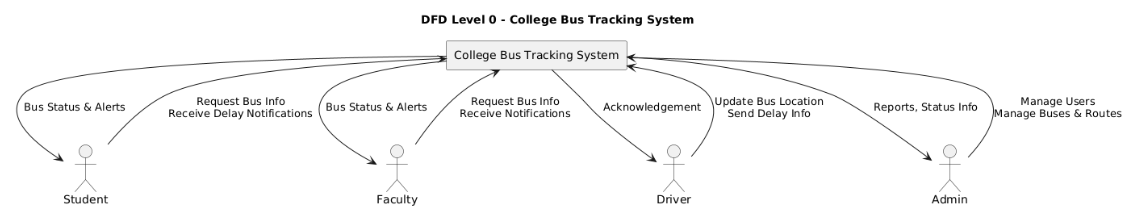 DFD Level 0 - College Bus Tracking System
College Bus Tracking System
Bus Status & Alerts
Request Bus Info
Receive Delay Notifications
Bus Status & Alerts
Request Bus Info
Receive Notifications
Acknowledgement
Update Bus Location
Send Delay Info
Reports, Status Info
Manage Users
Manage Buses & Routes
Student
Faculty
Driver
Admin